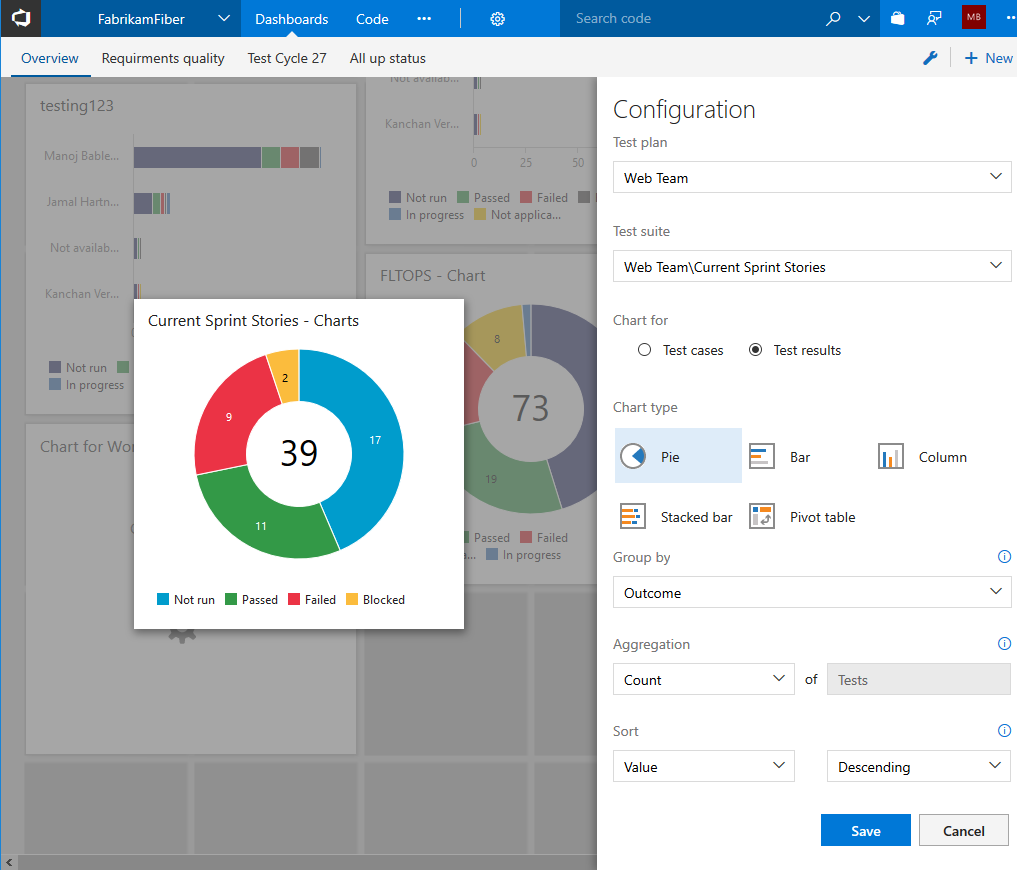 FabrikamFiber Dashboards Code ••• Search code MB
Overview Requirments quality Test Cycle 27 All up status + New
testing123
Manoj Bable...
Jamal Hartn...
Not availab...
Kanchan Ver...
Not run
In progress
Not availab...
Kanchan Ver...
0 25 50
Not run Passed Failed
In progress Not applica...
FLTOPS - Chart
8
73
19
Passed Failed
In progress
Chart for Wor
Current Sprint Stories - Charts
2
9
17
39
11
Not run Passed Failed Blocked
Configuration
Test plan
Web Team
Test suite
Web Team\Current Sprint Stories
Chart for
Test cases Test results
Chart type
Pie Bar Column
Stacked bar Pivot table
Group by
Outcome
Aggregation
Count of Tests
Sort
Value Descending
Save Cancel